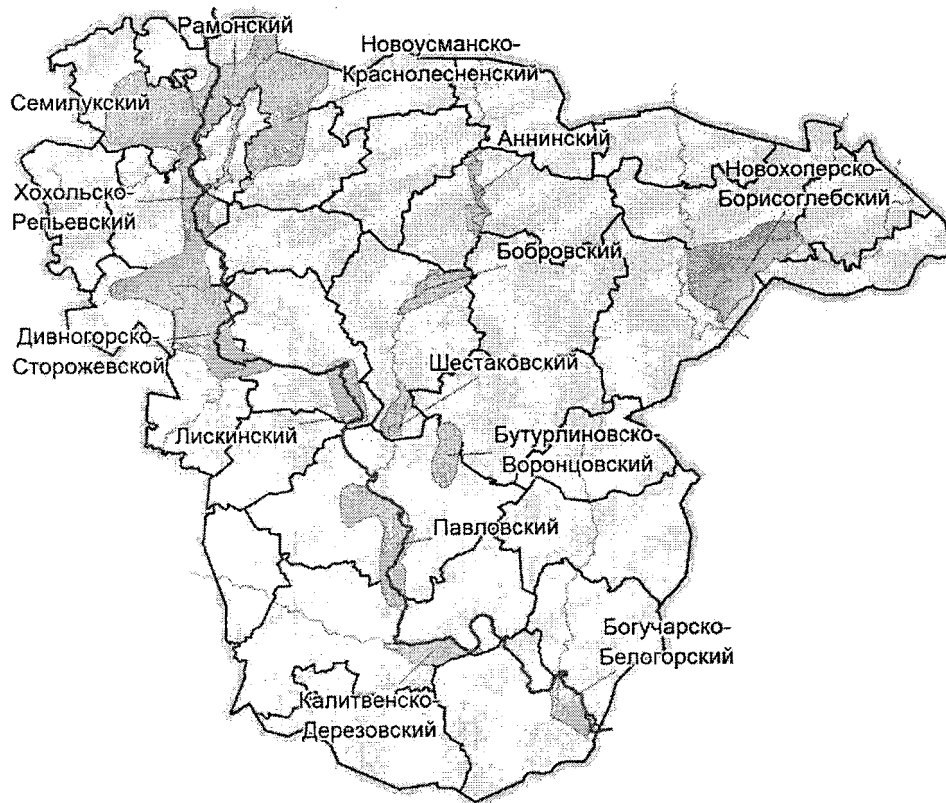 Рамонский
Новоусманско-
Краснолесненский
Семилукский
Аннинский
Новохоперско-
Борисоглебский
Хохольско-
Репьевский
Бобровский
Дивногорско-
Сторожевской
Шестаковский
Лискинский
Бутурлиновско-
Воронцовский
Павловский
Богучарско-
Белогорский
Калитвенско-
Дерезовский